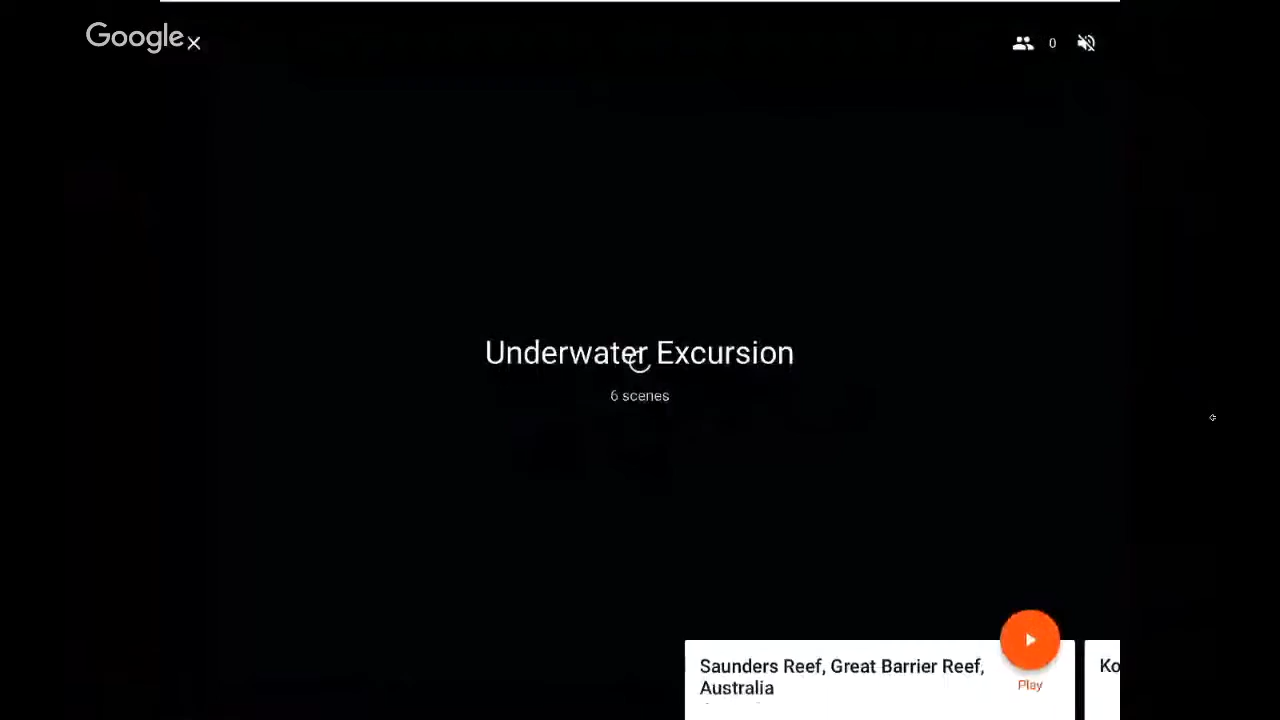 Google
0
Underwater Excursion
6 scenes
Saunders Reef, Great Barrier Reef,
Australia
Play
Ko